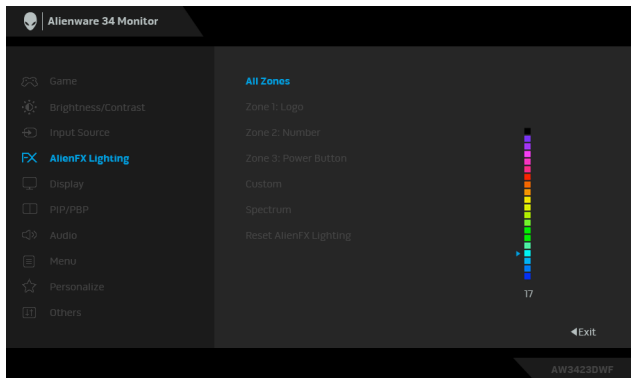 Alienware 34 Monitor
Game
Brightness/Contrast
Input Source
FX AlienFX Lighting
Display
PIP/PBP
Audio
Menu
Personalize
Others
All Zones
Zone 1: Logo
Zone 2: Number
Zone 3: Power Button
Custom
Spectrum
Reset AlienFX Lighting
17
Exit
AW3423DWF